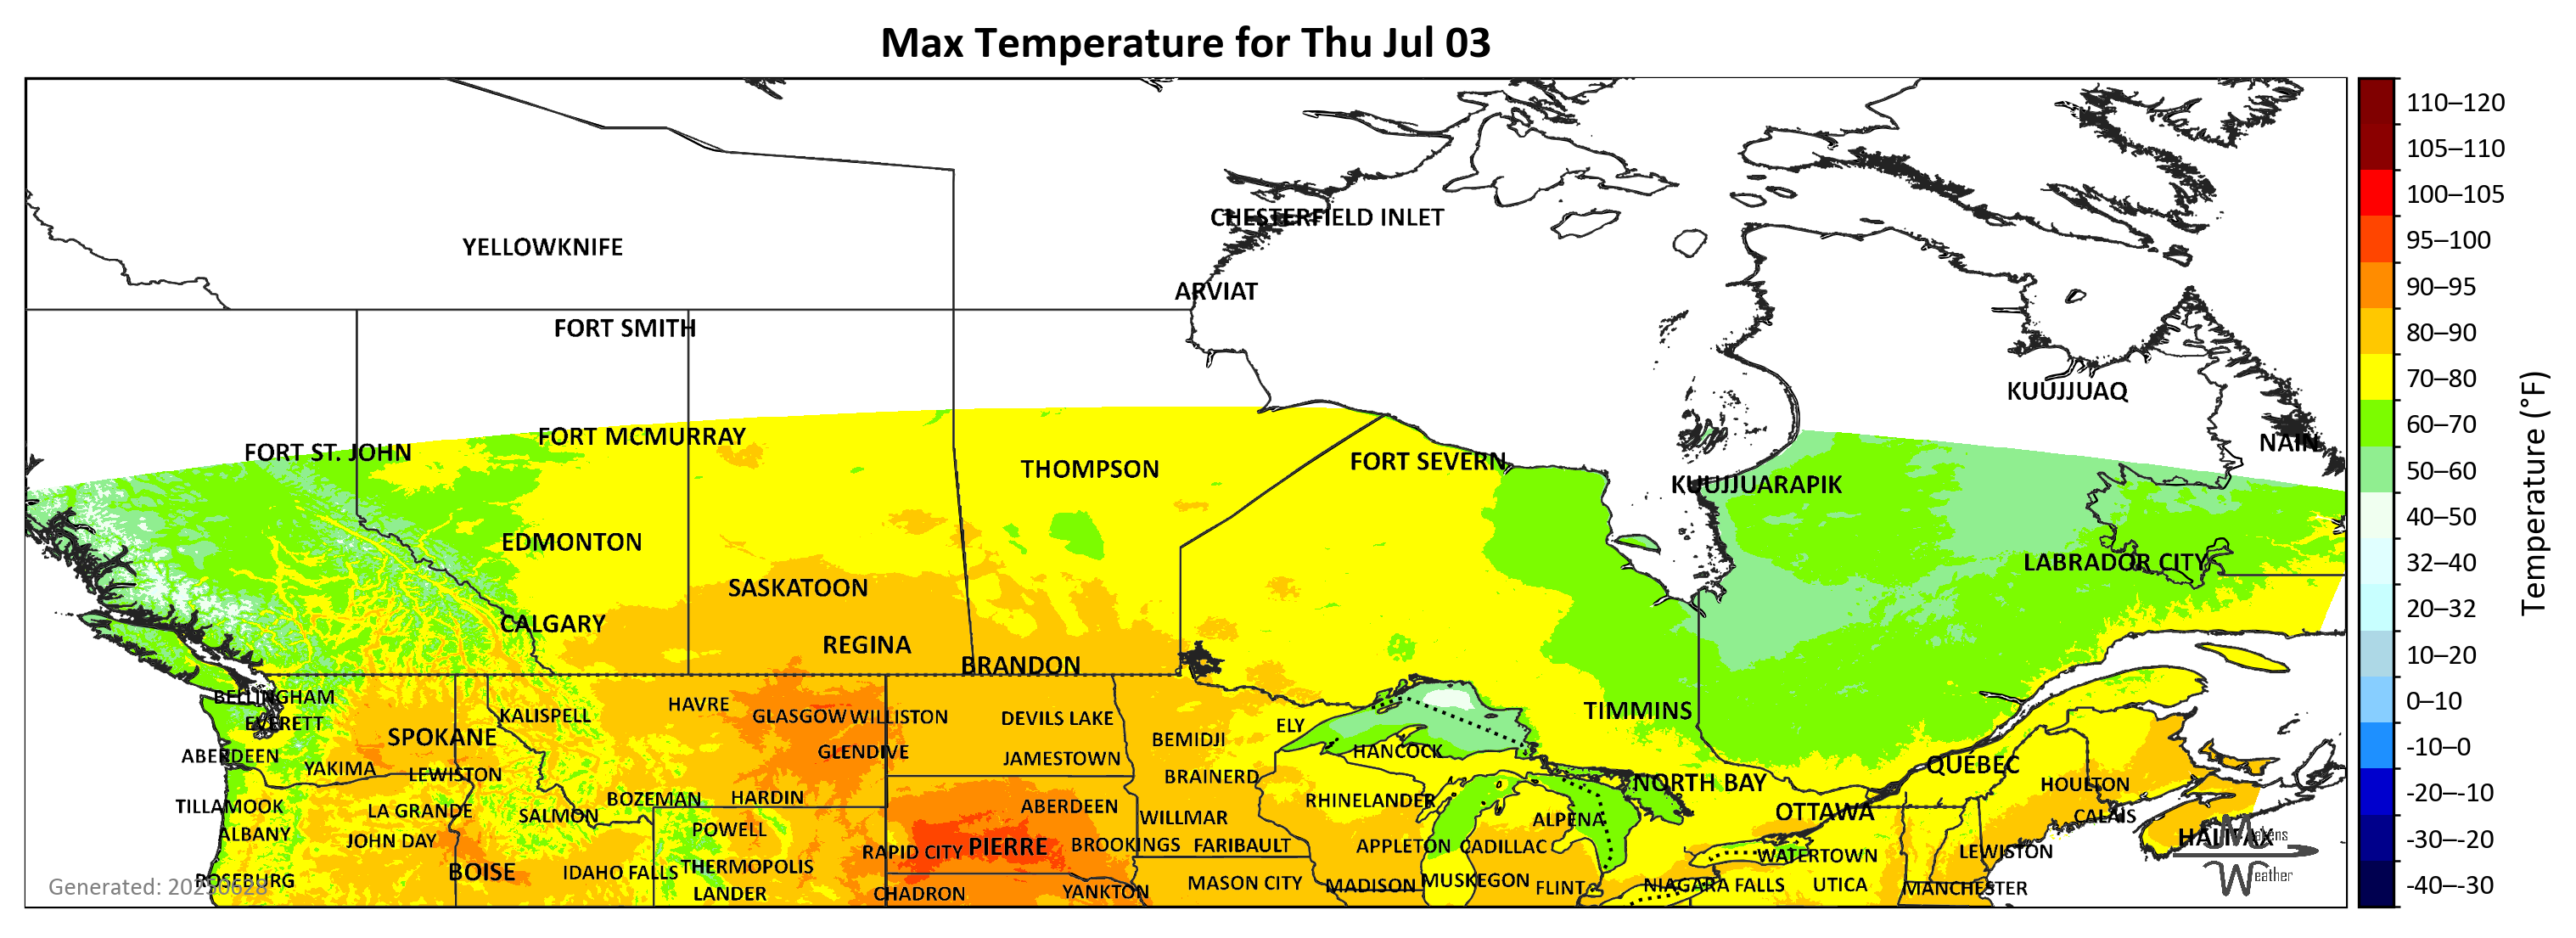 Max Temperature for Thu Jul 03
CHESTERFIELD INLET
YELLOWKNIFE
ARVIAT
FORT SMITH
KUUJJUAQ
FORT MCMURRAY
NAIN
FORT ST. JOHN
FORT SEVERN
THOMPSON
KUUJJUARAPIK
EDMONTON
LABRADOR CITY
SASKATOON
CALGARY
REGINA
BRANDON
BELLINGHAM
HAVRE
TIMMINS
KALISPELL
GLASGOW WILLISTON
DEVILS LAKE
EVERETT
ELY
SPOKANE
BEMIDJI
GLENDIVE
HANCOCK
ABERDEEN
JAMESTOWN
QUÉBEC
YAKIMA
LEWISTON
BRAINERD
NORTH BAY
HOULTON
BOZEMAN
HARDIN
RHINELANDER
TILLAMOOK
ABERDEEN
LA GRANDE
SALMON
OTTAWA
CALAIS
WILLMAR
ALPENA
POWELL
ALBANY
HALIFAX
JOHN DAY
PIERRE
BROOKINGS
FARIBAULT
APPLETON
CADILLAC
RAPID CITY
LEWISTON
WATERTOWN
THERMOPOLIS
BOISE
IDAHO FALLS
ROSEBURG
MUSKEGON
MASON CITY
MADISON
NIAGARA FALLS
UTICA
FLINT
MANCHESTER
LANDER
CHADRON
YANKTON
Matens
Weather
110–120
105–110
100–105
95–100
90–95
80–90
70–80
60–70
50–60
40–50
32–40
20–32
10–20
0–10
-10–0
-20–-10
-30–-20
-40–-30
Temperature (°F)
Generated: 20250628